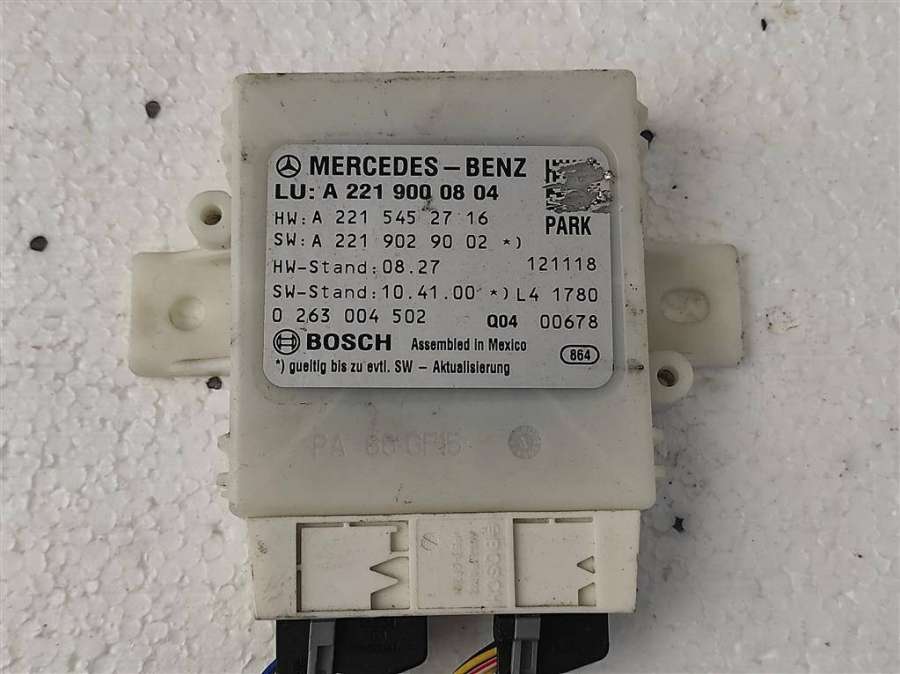 MERCEDES-BENZ
LU: A 221 900 08 04
HW: A 221 545 27 16
PARK
SW: A 221 902 90 02 *)
HW-Stand: 08.27 121118
SW-Stand: 10.41.00 *) L4 1780
0 263 004 502 Q04 00678
BOSCH Assembled in Mexico 864
*) gueltig bis zu evtl. SW - Aktualisierung
PA